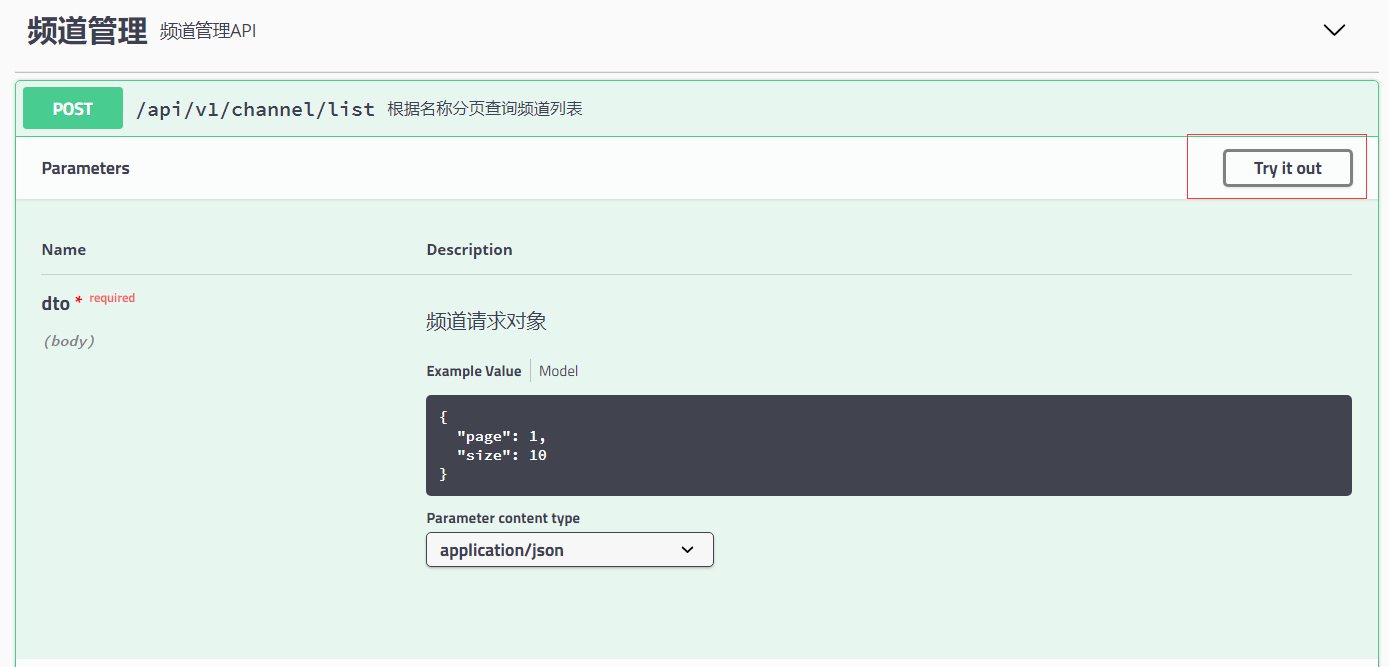 频道管理 频道管理API
POST /api/v1/channel/list 根据名称分页查询频道列表
Parameters Try it out
Name Description
dto * required
频道请求对象
(body)
Example Value Model
{
"page": 1,
"size": 10
}
Parameter content type
application/json